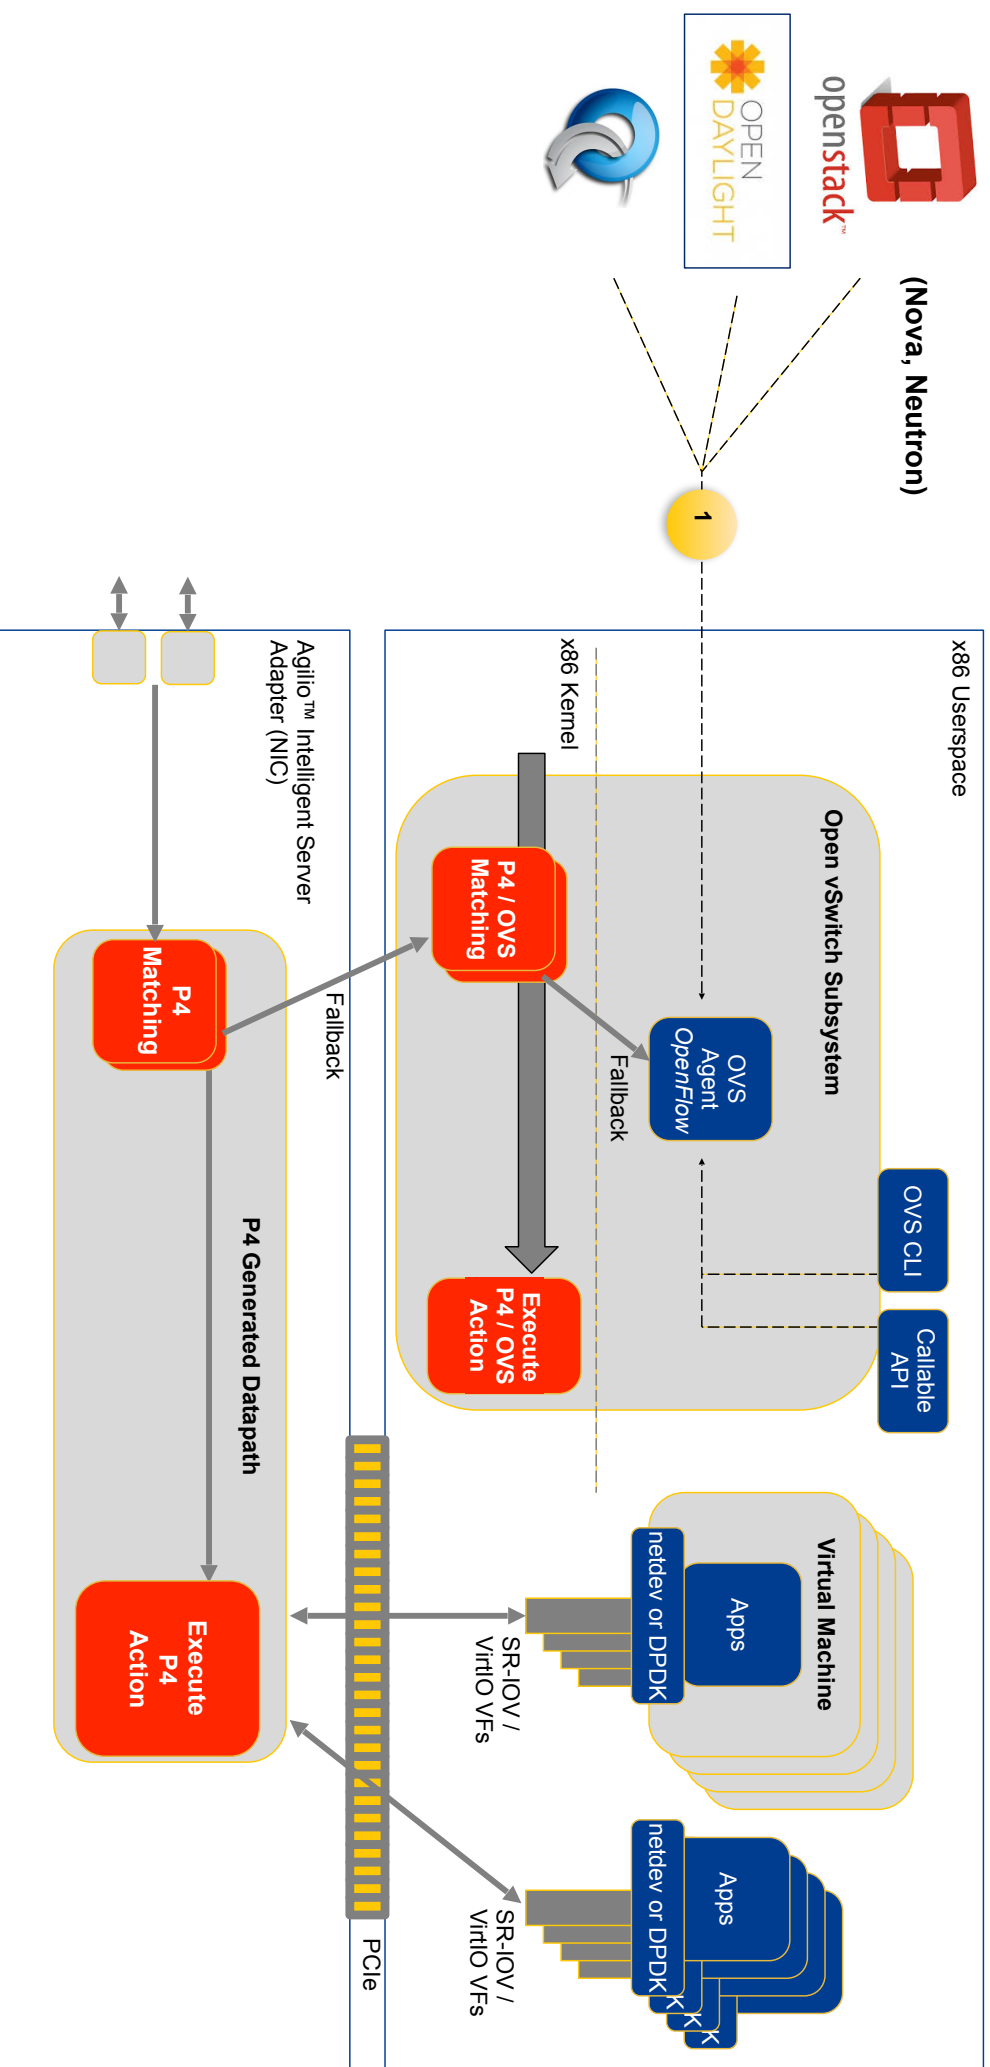 (Nova, Neutron)
openstack™
OPEN
DAYLIGHT
1
x86 Userspace
Open vSwitch Subsystem
OVS CLI
Callable
API
OVS
Agent
OpenFlow
Fallback
x86 Kernel
P4 / OVS
Matching
Execute
P4 / OVS
Action
Virtual Machine
Apps
netdev or DPDK
SR-IOV /
VirtIO VFs
Apps
netdev or DPDK
K
K
K
SR-IOV /
VirtIO VFs
PCIe
Fallback
Agilio™ Intelligent Server
Adapter (NIC)
P4 Generated Datapath
P4
Matching
Execute
P4
Action